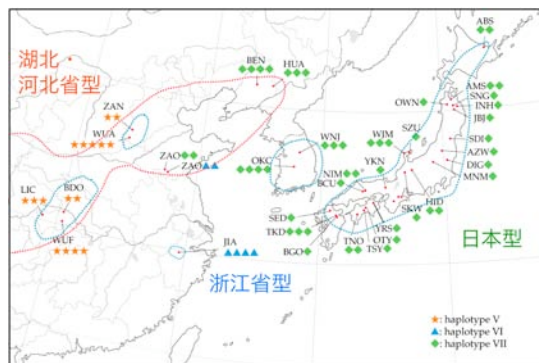 湖北・
河北省型
ABS
BEN
HUA
ZAN
WUA
OWN
AMS
SNG
INH
JBJ
WNJ
WJM
SZU
SDI
AZW
DIG
MNM
ZAO
ZAO
OKC
NIM
YKN
BCU
LIC
BDO
WUF
SED
TKD
BGO
JIA
TNO
TSY
OTY
YRS
SKW
HID
日本型
浙江省型
: haplotype V
: haplotype VI
: haplotype VII